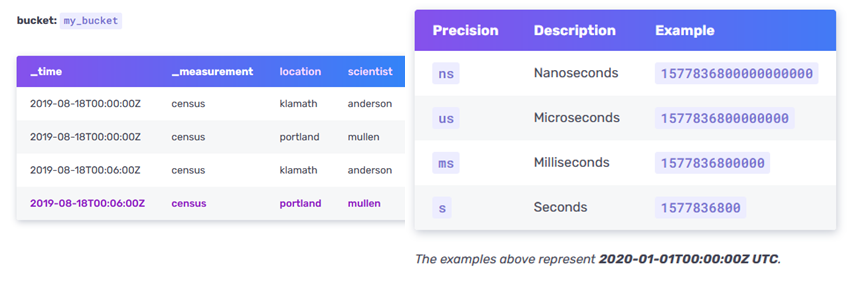 bucket: my_bucket
_time _measurement location scientist
2019-08-18T00:00:00Z census klamath anderson
2019-08-18T00:00:00Z census portland mullen
2019-08-18T00:06:00Z census klamath anderson
2019-08-18T00:06:00Z census portland mullen
Precision Description Example
ns Nanoseconds 1577836800000000000
us Microseconds 1577836800000000
ms Milliseconds 1577836800000
s Seconds 1577836800
The examples above represent 2020-01-01T00:00:00Z UTC.